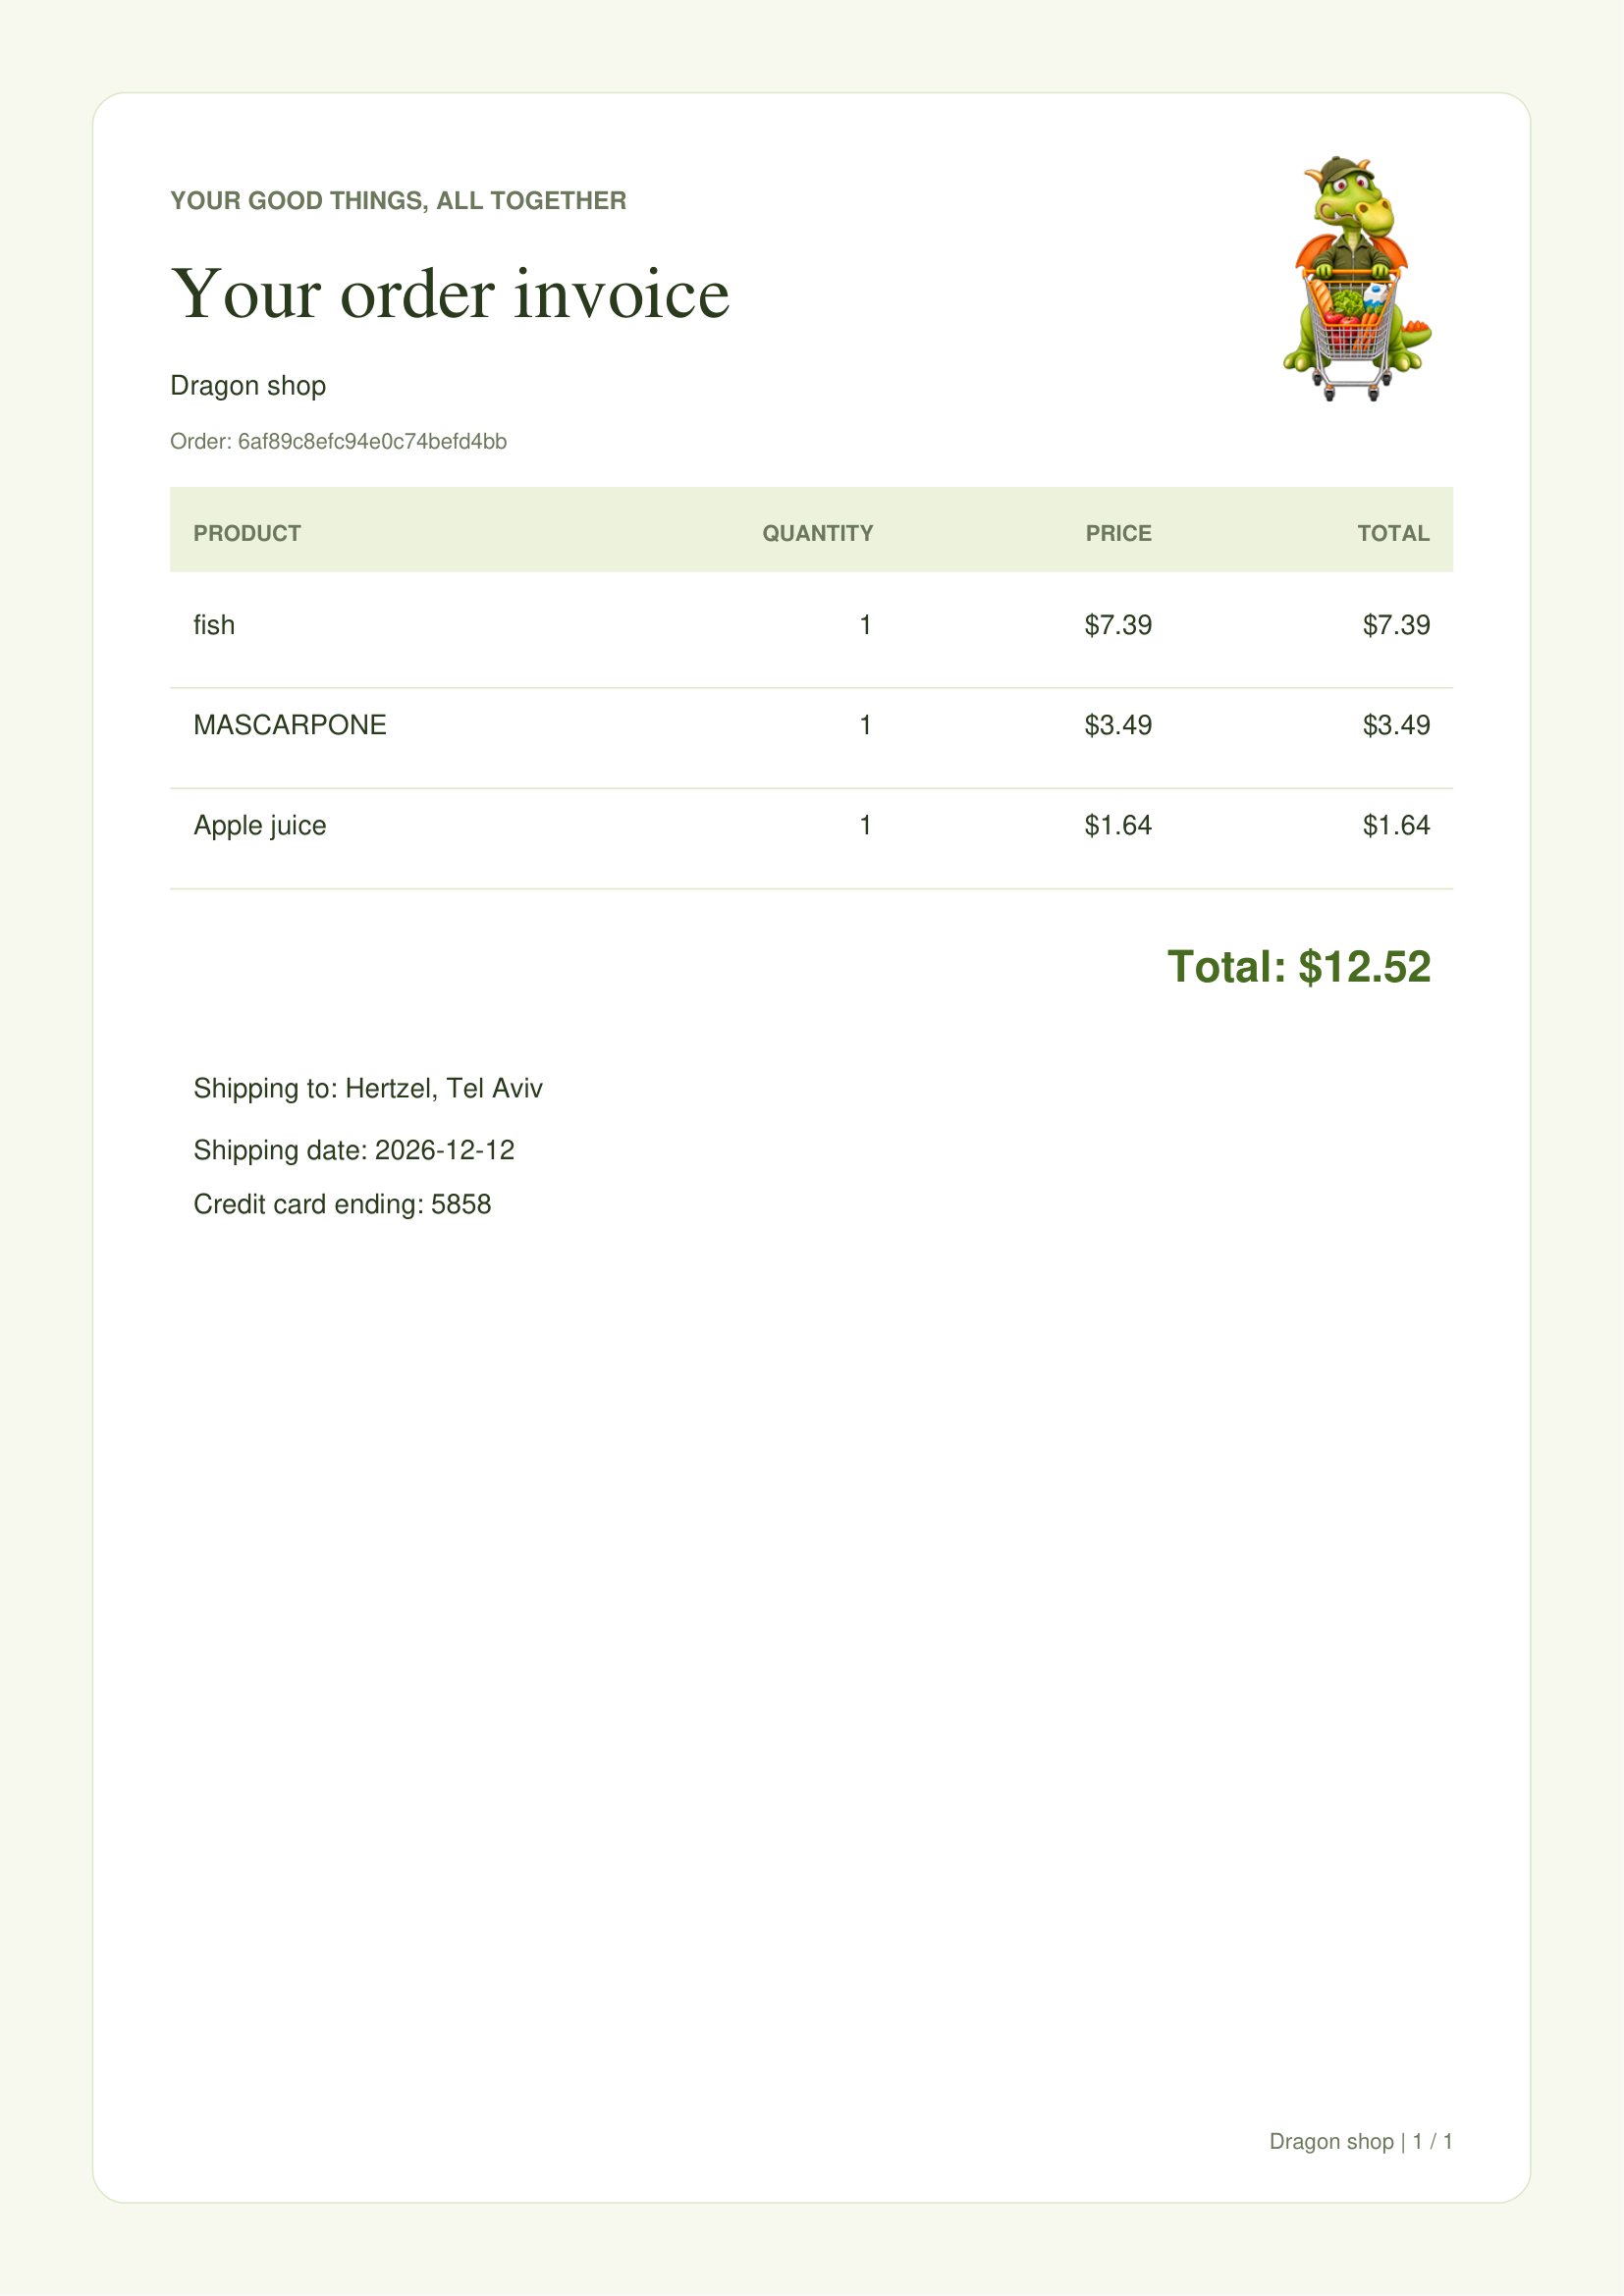 YOUR GOOD THINGS, ALL TOGETHER
Your order invoice
Dragon shop
Order: 6af89c8efc94e0c74befd4bb
PRODUCT QUANTITY PRICE TOTAL
fish 1 $7.39 $7.39
MASCARPONE 1 $3.49 $3.49
Apple juice 1 $1.64 $1.64
Total: $12.52
Shipping to: Hertzel, Tel Aviv
Shipping date: 2026-12-12
Credit card ending: 5858
Dragon shop | 1 / 1